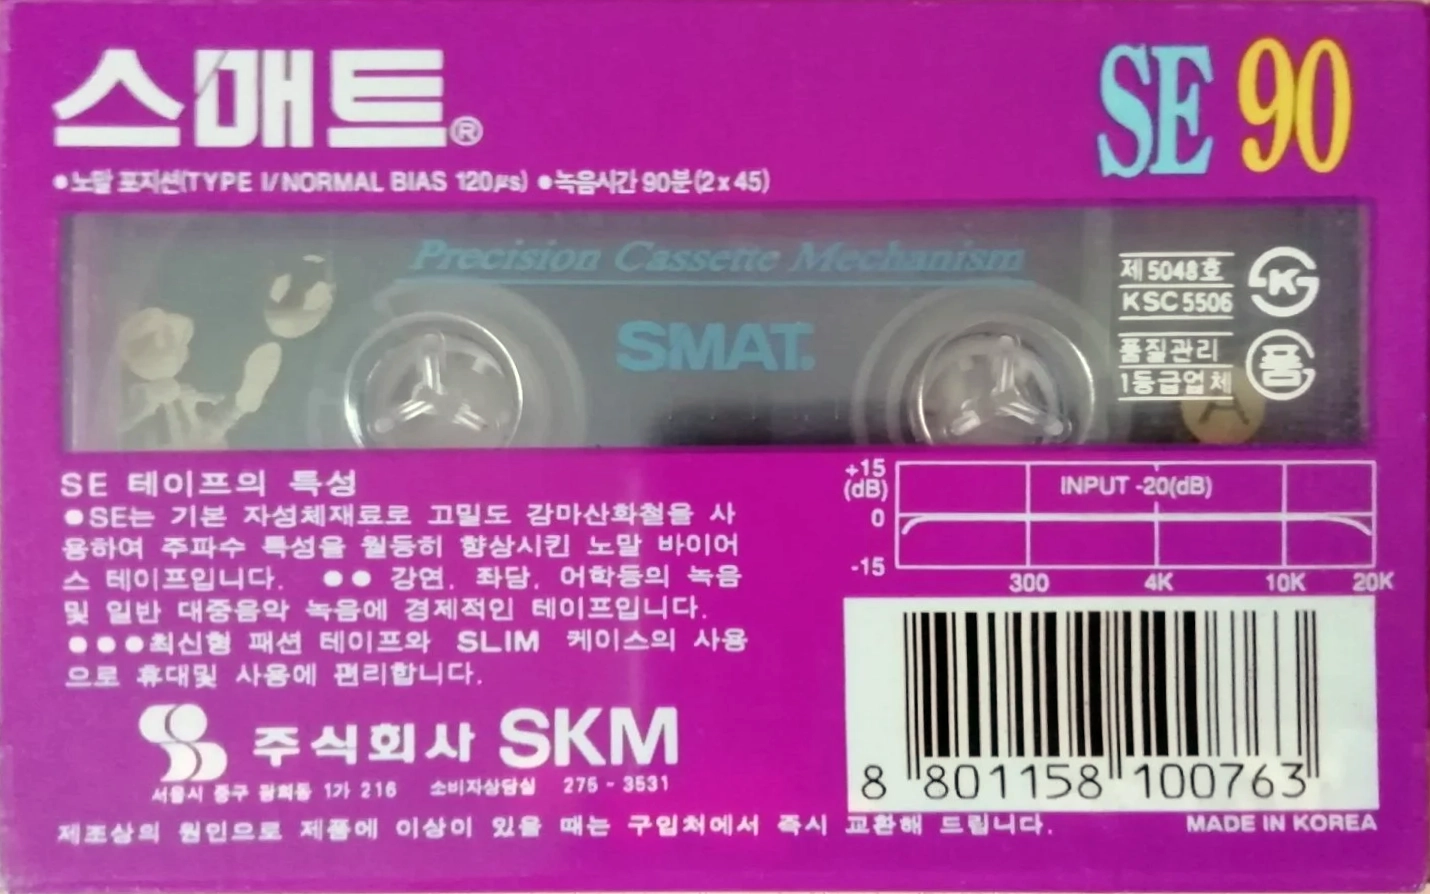 스매트®
SE 90
●노말 포지션(TYPE I/NORMAL BIAS 120μs) ●녹음시간 90분(2x45)
Precision Cassette Mechanism
SMAT.
제5048호
KSC5506
K
품질관리
1등급업체
품
A
SE 테이프의 특성
●SE는 기본 자성체재료로 고밀도 감마산화철을 사
용하여 주파수 특성을 월등히 향상시킨 노말 바이어
스 테이프입니다. ●● 강연, 좌담, 어학등의 녹음
및 일반 대중음악 녹음에 경제적인 테이프입니다.
●●●최신형 패션 테이프와 SLIM 케이스의 사용
으로 휴대및 사용에 편리합니다.
+15
(dB)
INPUT -20(dB)
0
-15
300 4K 10K 20K
주식회사 SKM
서울시 중구 광희동 1가 216 소비자상담실 275-3531
8 801158 100763
제조상의 원인으로 제품에 이상이 있을 때는 구입처에서 즉시 교환해 드립니다.
MADE IN KOREA